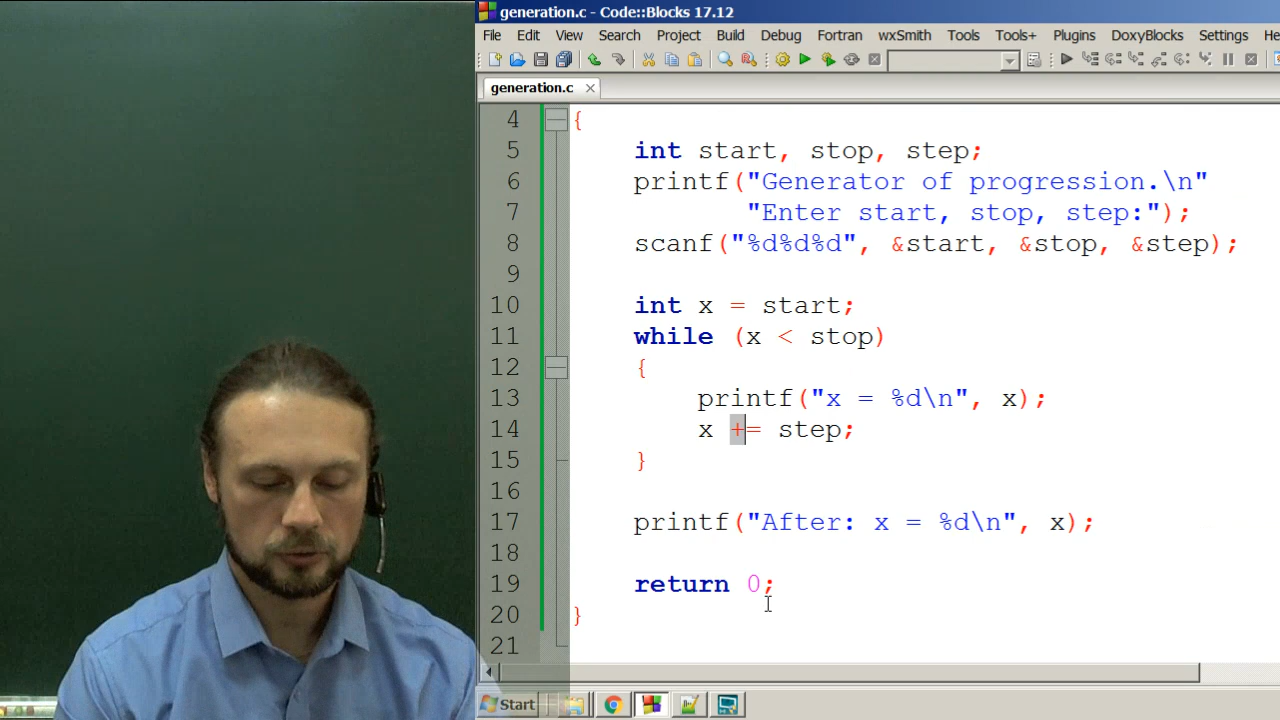 generation.c - Code::Blocks 17.12
File Edit View Search Project Build Debug Fortran wxSmith Tools Tools+ Plugins DoxyBlocks Settings He
generation.c
4 {
5 int start, stop, step;
6 printf("Generator of progression.\n"
7 "Enter start, stop, step:");
8 scanf("%d%d%d", &start, &stop, &step);
9
10 int x = start;
11 while (x < stop)
12 {
13 printf("x = %d\n", x);
14 x += step;
15 }
16
17 printf("After: x = %d\n", x);
18
19 return 0;
20 }
21
Start